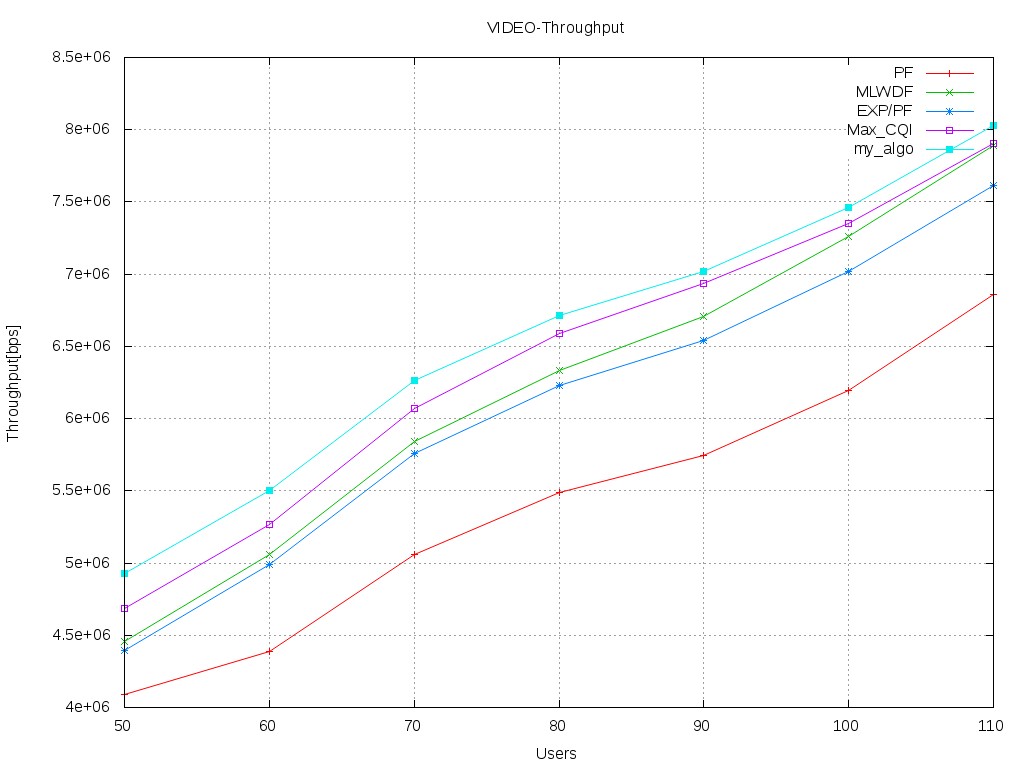 VIDEO-Throughput
8.5e+06
8e+06
7.5e+06
7e+06
6.5e+06
6e+06
5.5e+06
5e+06
4.5e+06
4e+06
Throughput[bps]
PF
MLWDF
EXP/PF
Max_CQI
my_algo
50 60 70 80 90 100 110
Users